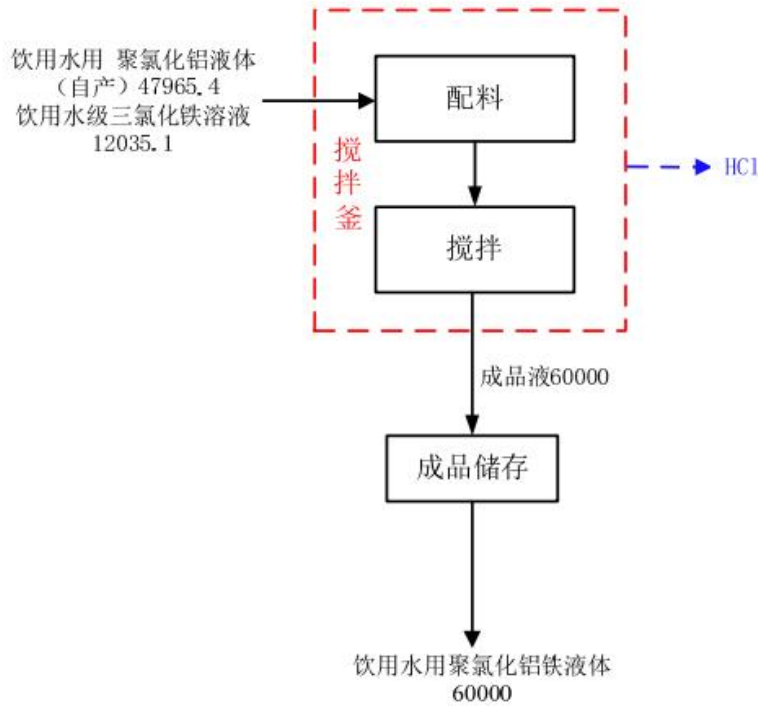 饮用水用 聚氯化铝液体
（自产）47965.4
饮用水级三氯化铁溶液
12035.1
配料
搅拌釜
HCl
搅拌
成品液60000
成品储存
饮用水用聚氯化铝铁液体
60000